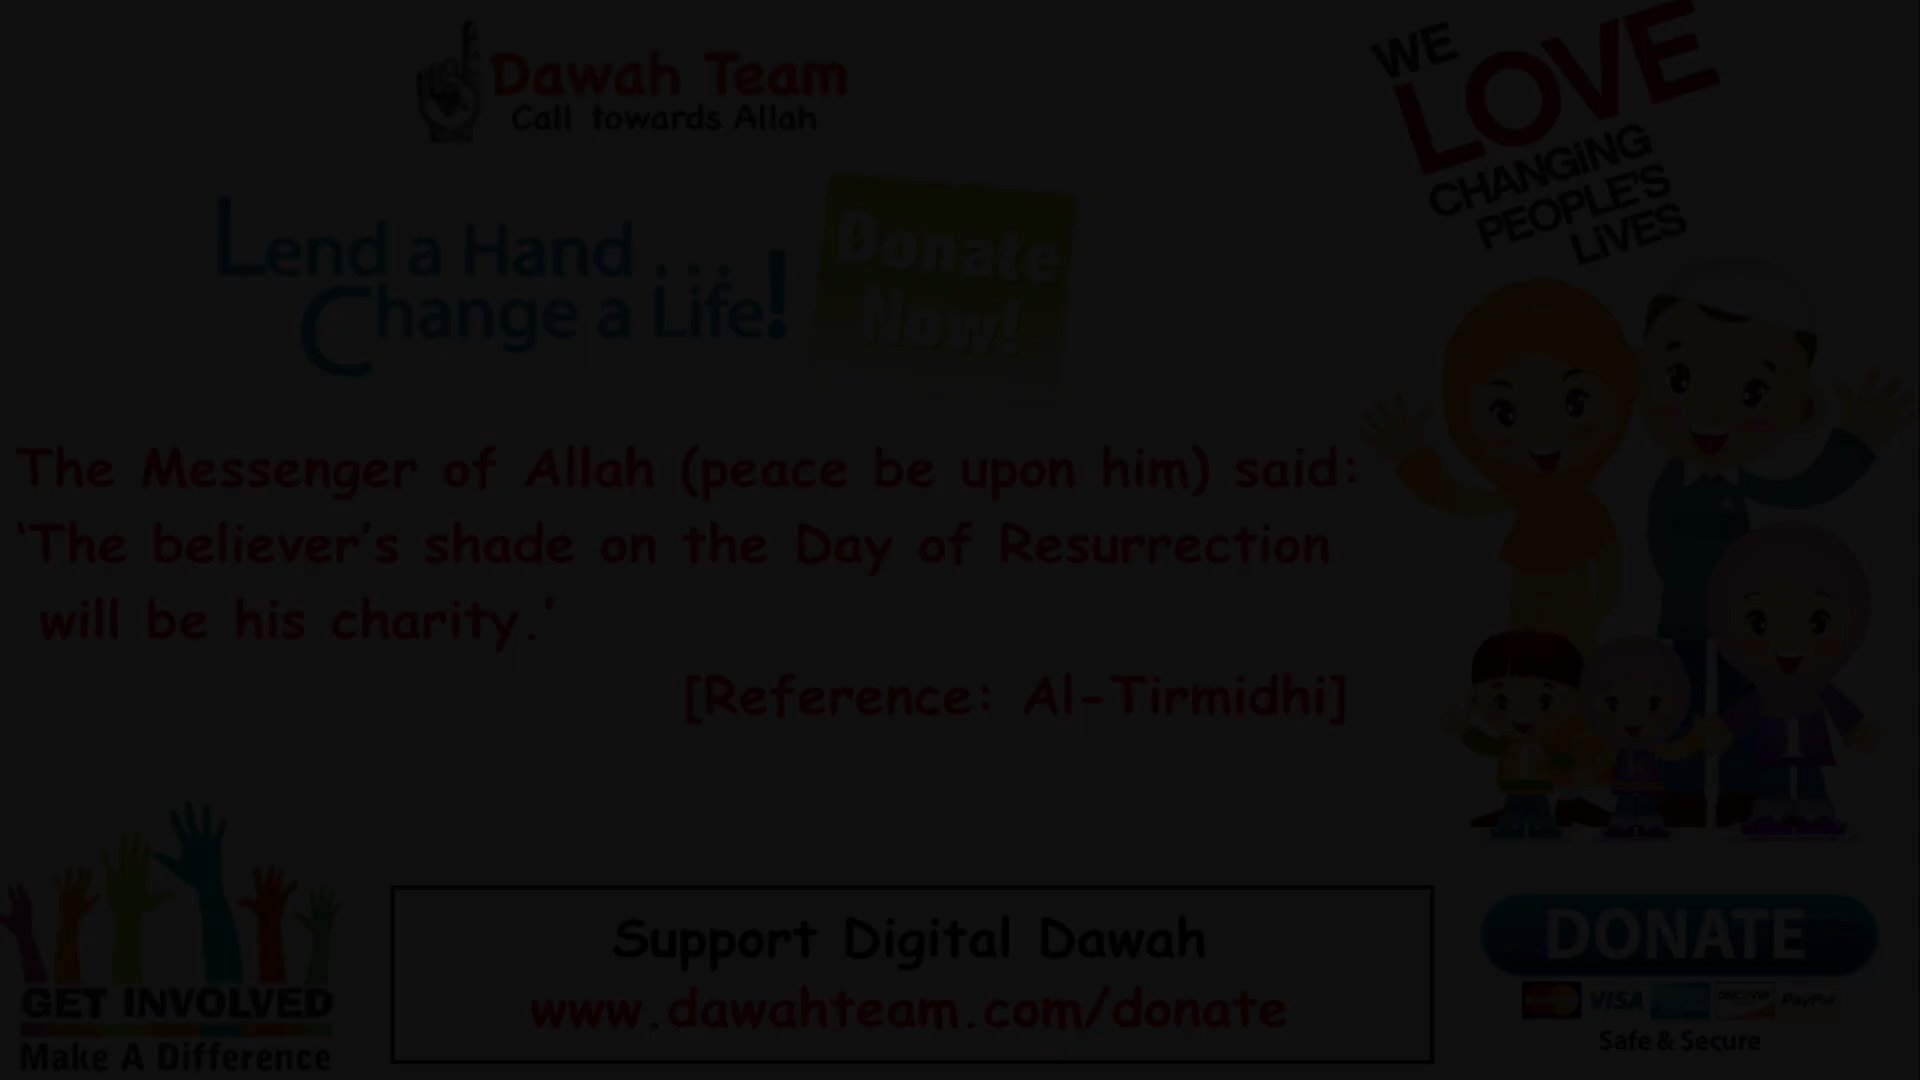 Dawah Team
Call towards Allah
WE
LOVE
CHANGiNG
PEOPLE'S
LIVES
Lend a Hand ...
Change a Life!
Donate
Now!
The Messenger of Allah (peace be upon him) said:
‘The believer’s shade on the Day of Resurrection
will be his charity.’
[Reference: Al-Tirmidhi]
GET INVOLVED
Make A Difference
Support Digital Dawah
www.dawahteam.com/donate
DONATE
VISA DISCOVER PayPal
Safe & Secure